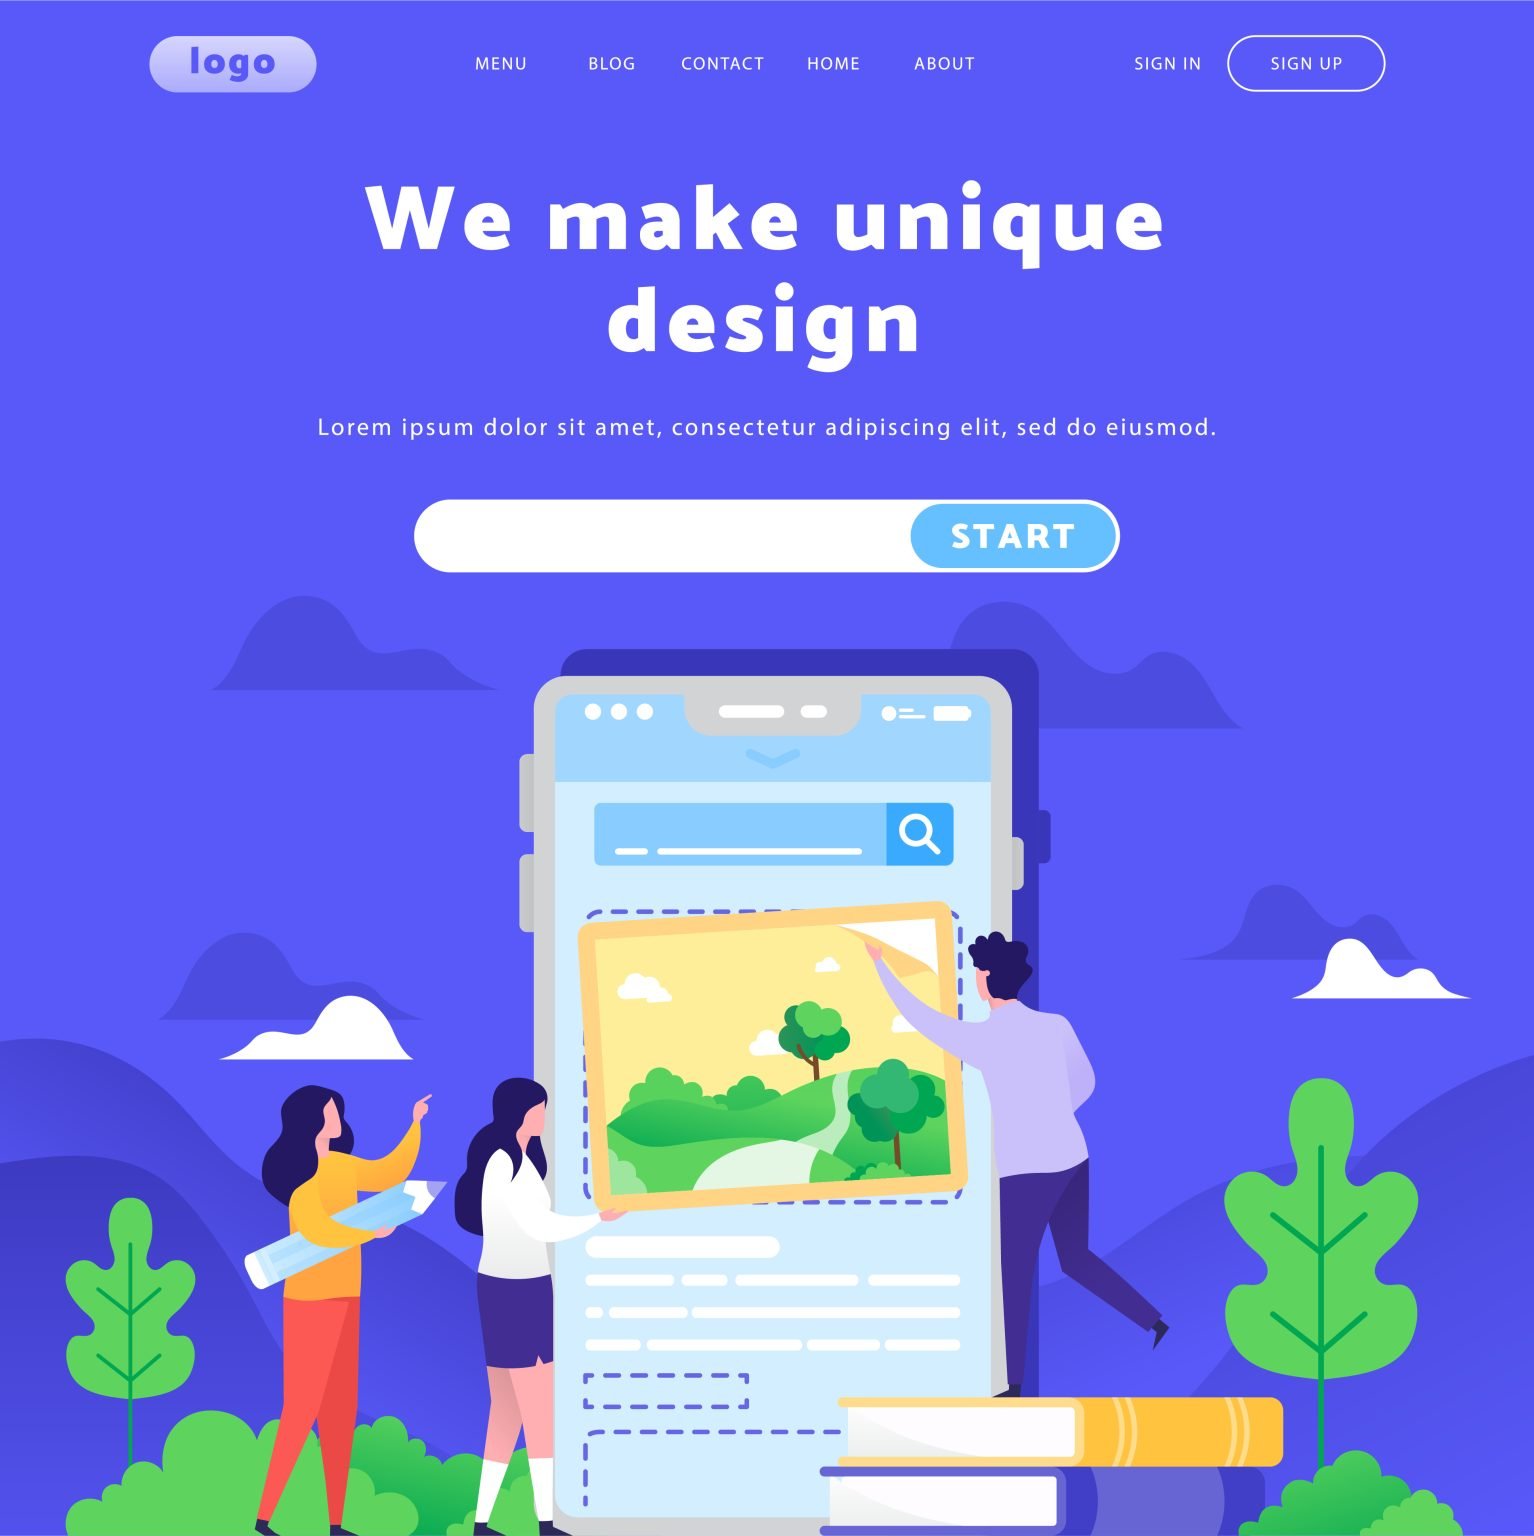 logo
MENU BLOG CONTACT HOME ABOUT SIGN IN SIGN UP
We make unique
design
Lorem ipsum dolor sit amet, consectetur adipiscing elit, sed do eiusmod.
START